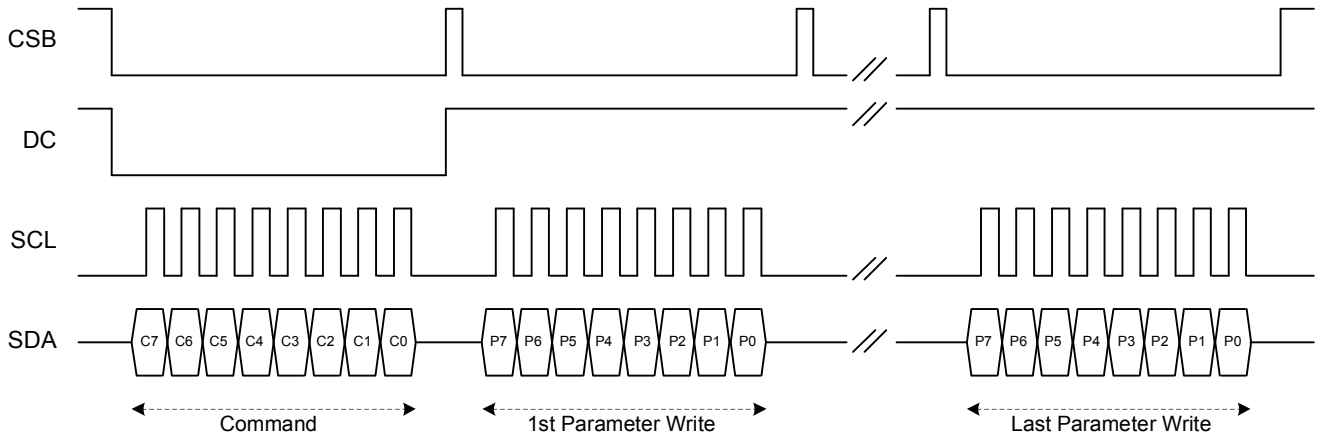 CSB
DC
SCL
SDA
C7 C6 C5 C4 C3 C2 C1 C0 P7 P6 P5 P4 P3 P2 P1 P0 P7 P6 P5 P4 P3 P2 P1 P0
Command 1st Parameter Write Last Parameter Write